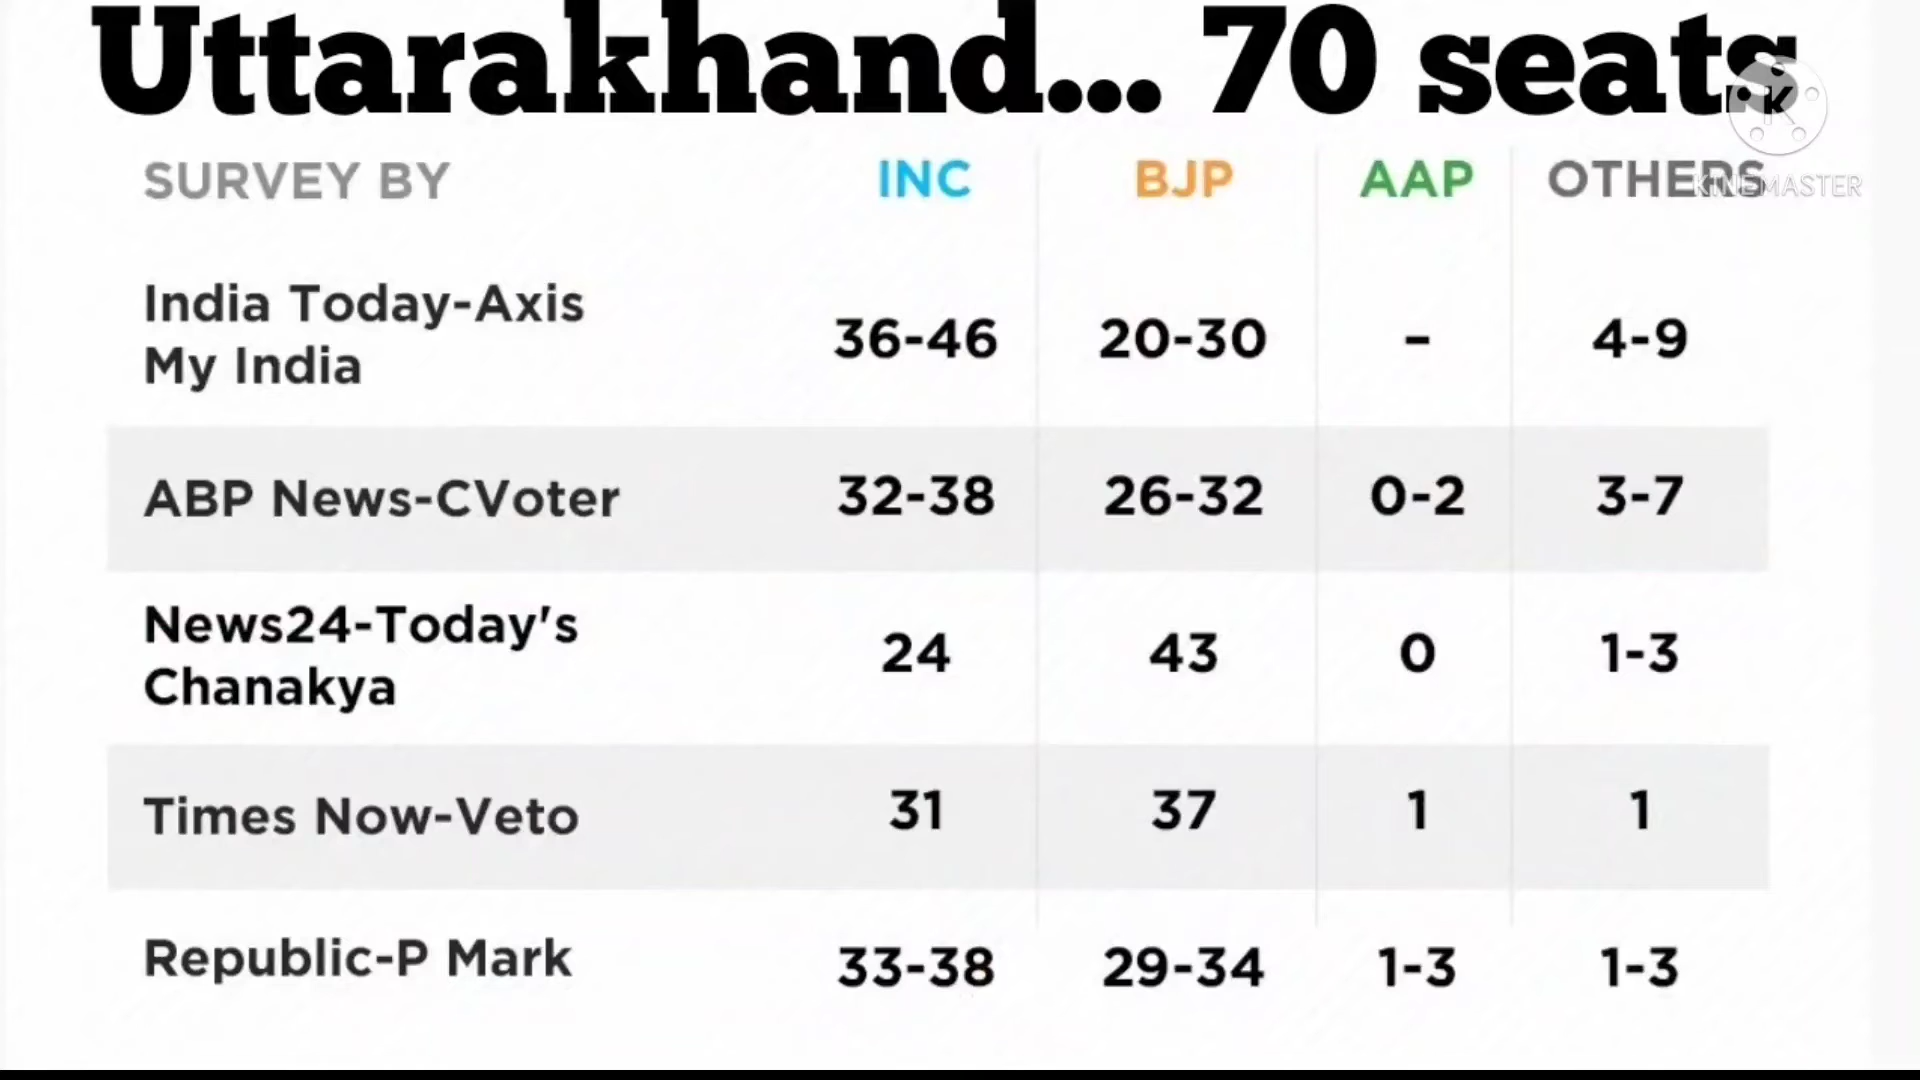 Uttarakhand... 70 seats
SURVEY BY INC BJP AAP OTHERS
KINEMASTER
India Today-Axis
My India 36-46 20-30 - 4-9
ABP News-CVoter 32-38 26-32 0-2 3-7
News24-Today's
Chanakya 24 43 0 1-3
Times Now-Veto 31 37 1 1
Republic-P Mark 33-38 29-34 1-3 1-3